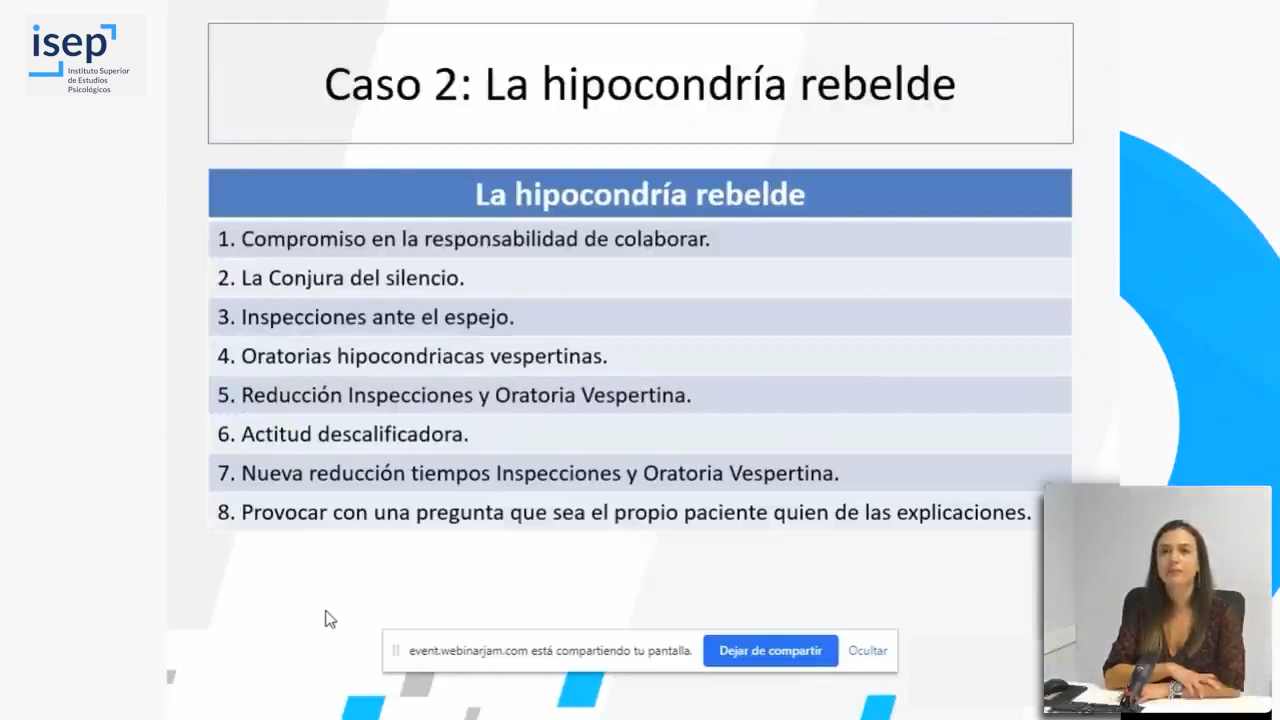 isep
Instituto Superior
de Estudios
Psicológicos
Caso 2: La hipocondría rebelde
La hipocondría rebelde
1. Compromiso en la responsabilidad de colaborar.
2. La Conjura del silencio.
3. Inspecciones ante el espejo.
4. Oratorias hipocondriacas vespertinas.
5. Reducción Inspecciones y Oratoria Vespertina.
6. Actitud descalificadora.
7. Nueva reducción tiempos Inspecciones y Oratoria Vespertina.
8. Provocar con una pregunta que sea el propio paciente quien de las explicaciones.
event.webinarjam.com está compartiendo tu pantalla.
Dejar de compartir
Ocultar